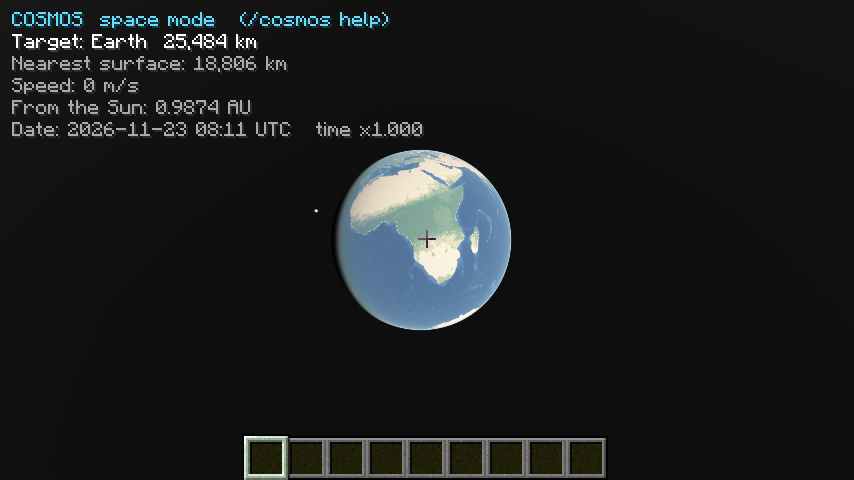 COSMOS space mode (/cosmos help)
Target: Earth 25,484 km
Nearest surface: 18,806 km
Speed: 0 m/s
From the Sun: 0.9874 AU
Date: 2026-11-23 08:11 UTC time x1.000